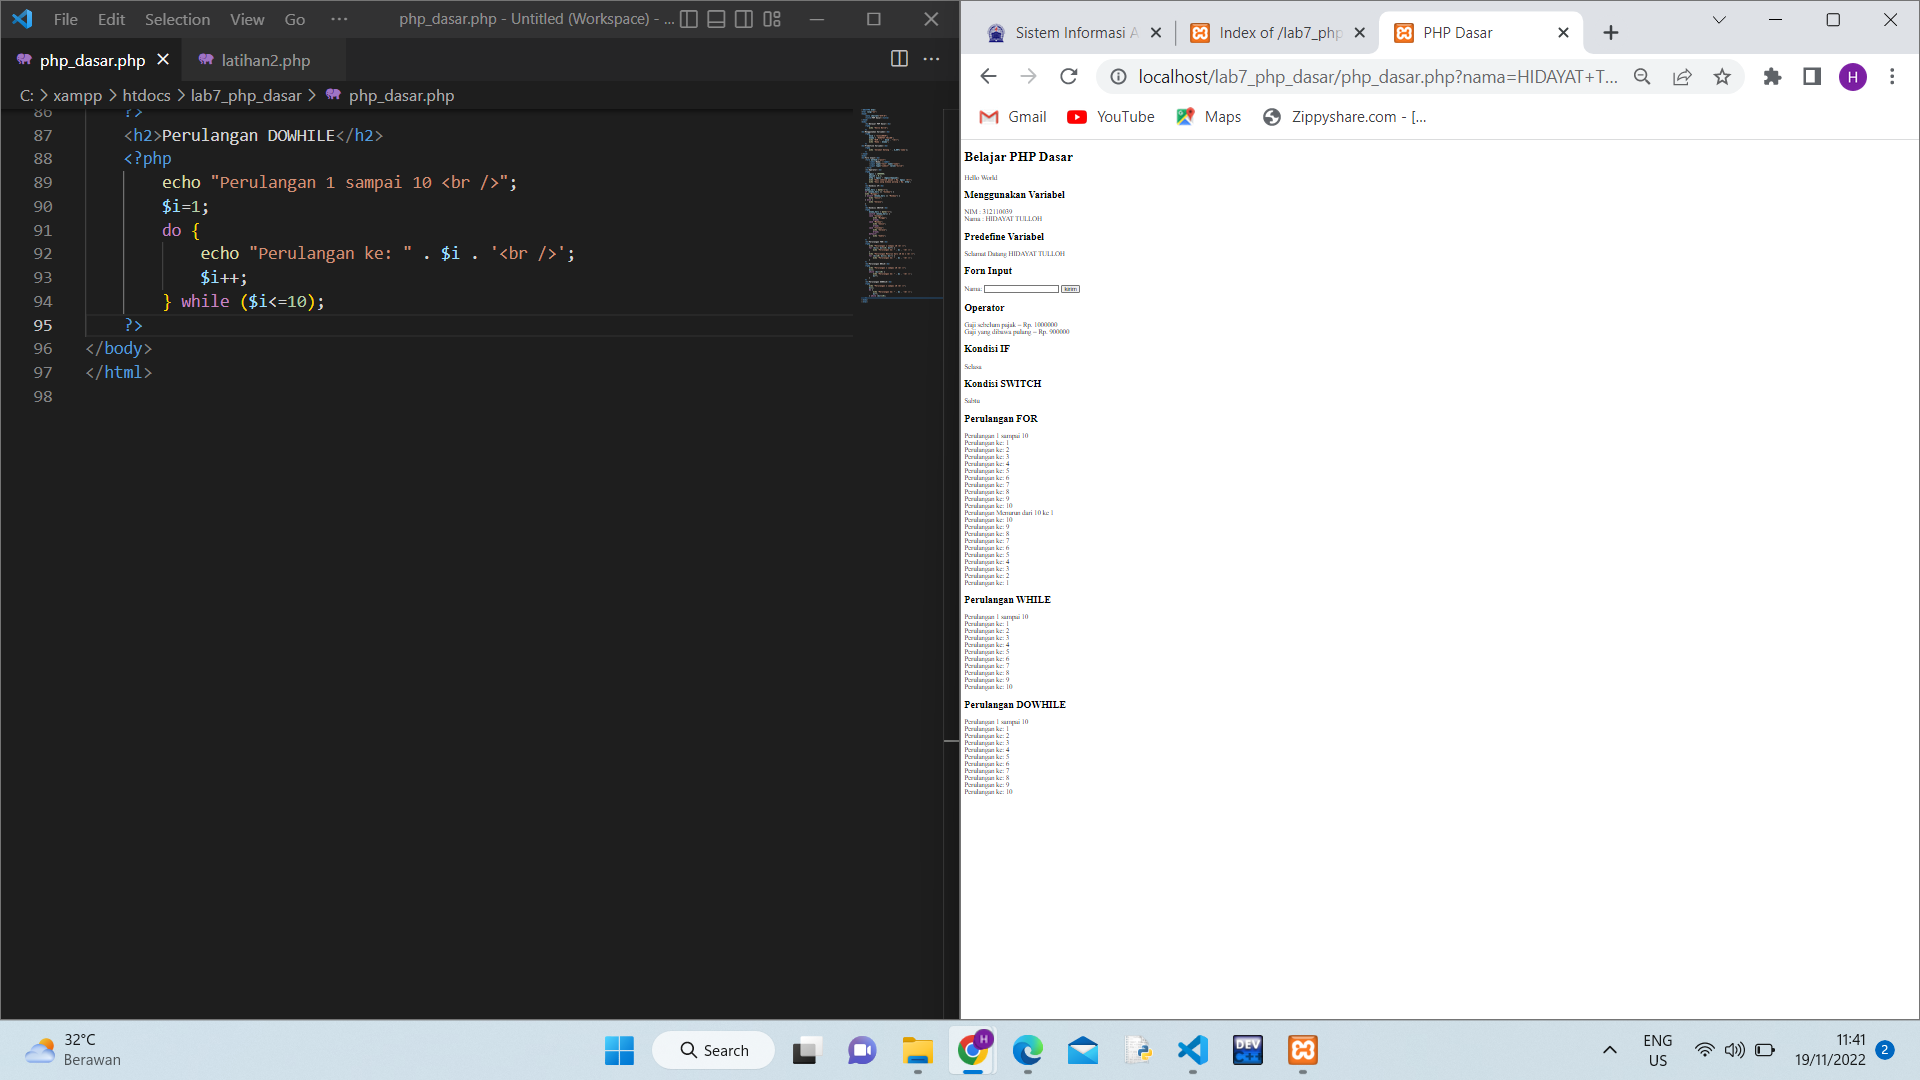 File Edit Selection View Go ··· php_dasar.php - Untitled (Workspace) - ...
php_dasar.php latihan2.php
C: > xampp > htdocs > lab7_php_dasar > php_dasar.php
86 ?>
87 <h2>Perulangan DOWHILE</h2>
88 <?php
89 echo "Perulangan 1 sampai 10 <br />";
90 $i=1;
91 do {
92 echo "Perulangan ke: " . $i . '<br />';
93 $i++;
94 } while ($i<=10);
95 ?>
96 </body>
97 </html>
98
Sistem Informasi A Index of /lab7_php PHP Dasar
localhost/lab7_php_dasar/php_dasar.php?nama=HIDAYAT+T... H
Gmail YouTube Maps Zippyshare.com - [...
Belajar PHP Dasar
Hello World
Menggunakan Variabel
NIM : 312110039
Nama : HIDAYAT TULLOH
Predefine Variabel
Selamat Datang HIDAYAT TULLOH
Forn Input
Nama: kirim
Operator
Gaji sebelum pajak = Rp. 1000000
Gaji yang dibawa pulang = Rp. 900000
Kondisi IF
Selasa
Kondisi SWITCH
Sabtu
Perulangan FOR
Perulangan 1 sampai 10
Perulangan ke: 1
Perulangan ke: 2
Perulangan ke: 3
Perulangan ke: 4
Perulangan ke: 5
Perulangan ke: 6
Perulangan ke: 7
Perulangan ke: 8
Perulangan ke: 9
Perulangan ke: 10
Perulangan Menurun dari 10 ke 1
Perulangan ke: 10
Perulangan ke: 9
Perulangan ke: 8
Perulangan ke: 7
Perulangan ke: 6
Perulangan ke: 5
Perulangan ke: 4
Perulangan ke: 3
Perulangan ke: 2
Perulangan ke: 1
Perulangan WHILE
Perulangan 1 sampai 10
Perulangan ke: 1
Perulangan ke: 2
Perulangan ke: 3
Perulangan ke: 4
Perulangan ke: 5
Perulangan ke: 6
Perulangan ke: 7
Perulangan ke: 8
Perulangan ke: 9
Perulangan ke: 10
Perulangan DOWHILE
Perulangan 1 sampai 10
Perulangan ke: 1
Perulangan ke: 2
Perulangan ke: 3
Perulangan ke: 4
Perulangan ke: 5
Perulangan ke: 6
Perulangan ke: 7
Perulangan ke: 8
Perulangan ke: 9
Perulangan ke: 10
32°C
Berawan
Search
H
DEV
C++
ENG
US
11:41
19/11/2022
2